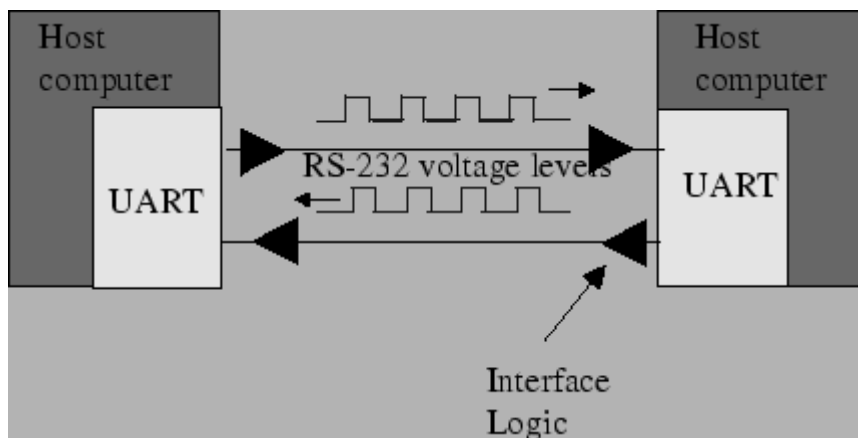 Host
computer
Host
computer
RS-232 voltage levels
UART
UART
Interface
Logic